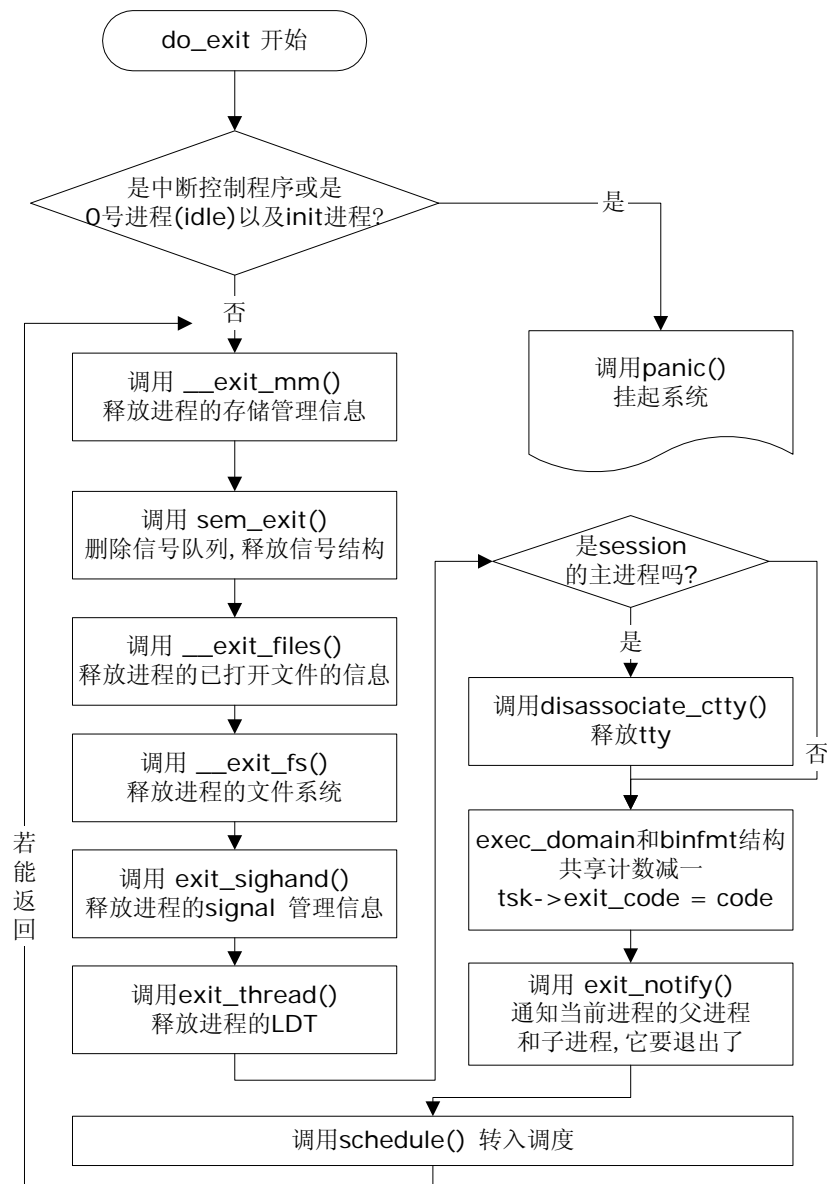 do_exit 开始
是中断控制程序或是
0号进程(idle)以及init进程?
是
否
调用panic()
挂起系统
调用 __exit_mm()
释放进程的存储管理信息
调用 sem_exit()
删除信号队列,释放信号结构
调用 __exit_files()
释放进程的已打开文件的信息
调用 __exit_fs()
释放进程的文件系统
调用 exit_sighand()
释放进程的signal 管理信息
调用exit_thread()
释放进程的LDT
是session
的主进程吗?
是
否
调用disassociate_ctty()
释放tty
exec_domain和binfmt结构
共享计数减一
tsk->exit_code = code
调用 exit_notify()
通知当前进程的父进程
和子进程,它要退出了
调用schedule() 转入调度
若能返回